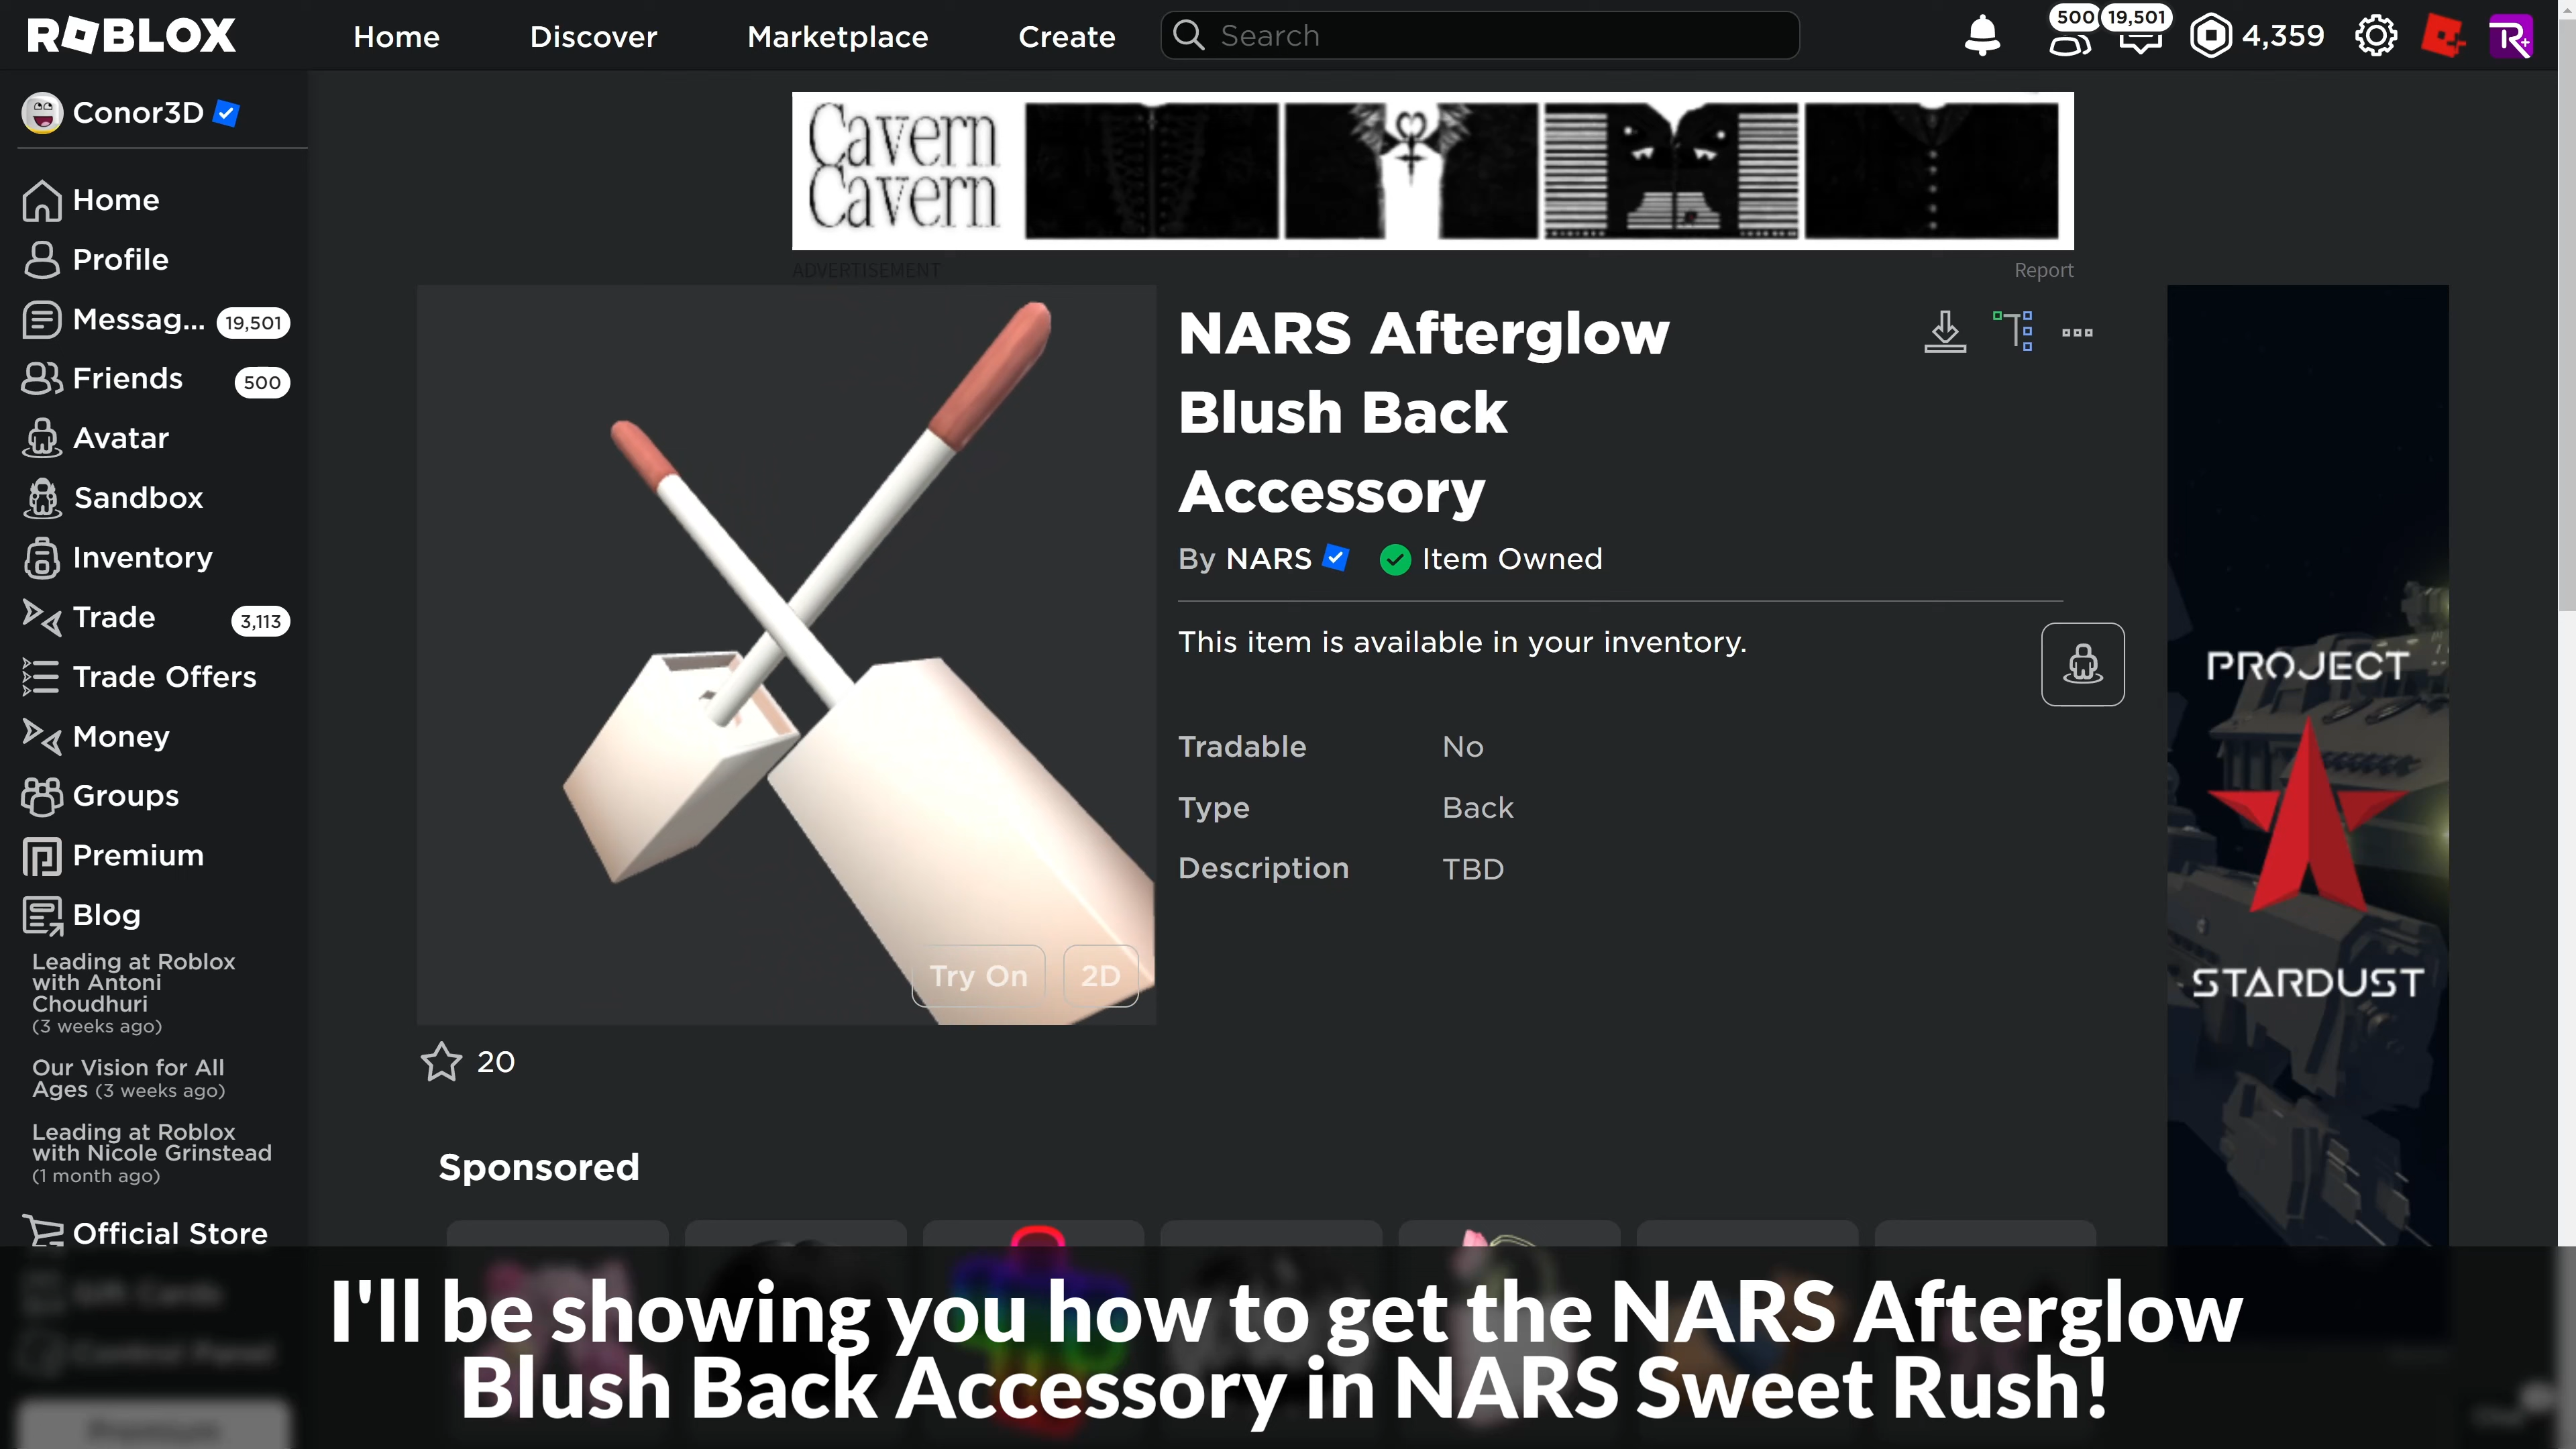 ROBLOX
Home
Discover
Marketplace
Create
Search
500
19,501
4,359
Conor3D
Home
Profile
Messag... 19,501
Friends 500
Avatar
Sandbox
Inventory
Trade 3,113
Trade Offers
Money
Groups
Premium
Blog
Leading at Roblox
with Antoni
Choudhuri
(3 weeks ago)
Our Vision for All
Ages (3 weeks ago)
Leading at Roblox
with Nicole Grinstead
(1 month ago)
Official Store
Gift Cards
Control Panel
Premium
Cavern
Cavern
ADVERTISEMENT
Report
NARS Afterglow
Blush Back
Accessory
By NARS Item Owned
This item is available in your inventory.
Tradable No
Type Back
Description TBD
Try On
2D
20
Sponsored
PROJECT
STARDUST
I'll be showing you how to get the NARS Afterglow
Blush Back Accessory in NARS Sweet Rush!